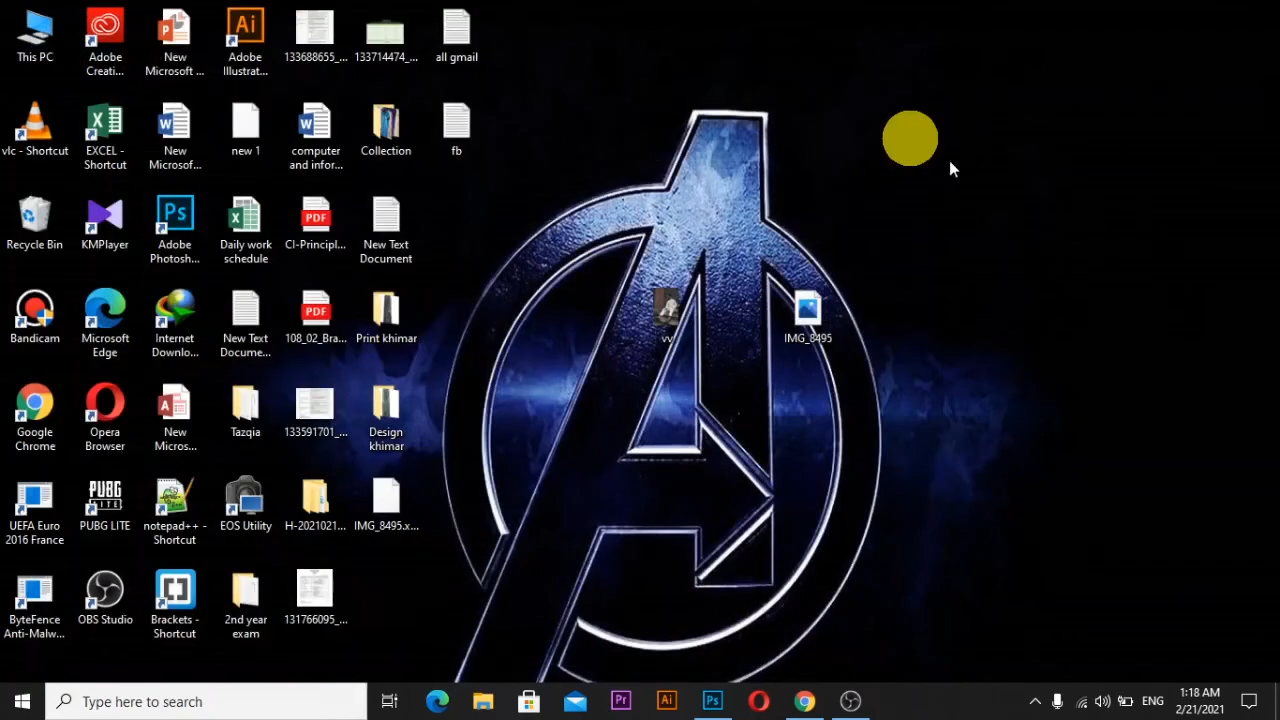 This PC
Adobe
Creati...
New
Microsoft ...
Adobe
Illustrat...
133688655_...
133714474_...
all gmail
vlc - Shortcut
EXCEL -
Shortcut
New
Microsof...
new 1
computer
and infor...
Collection
fb
Recycle Bin
KMPlayer
Adobe
Photosh...
Daily work
schedule
CI-Principl...
New Text
Document
Bandicam
Microsoft
Edge
Internet
Downlo...
New Text
Docume...
108_02_Bra...
Print khimar
vv
IMG_8495
Google
Chrome
Opera
Browser
New
Micros...
Tazqia
133591701_...
Design
khimar
UEFA Euro
2016 France
PUBG LITE
notepad++ -
Shortcut
EOS Utility
H-2021021...
IMG_8495.x...
ByteFence
Anti-Malw...
OBS Studio
Brackets -
Shortcut
2nd year
exam
131766095_...
Type here to search
ENG
1:18 AM
2/21/2021